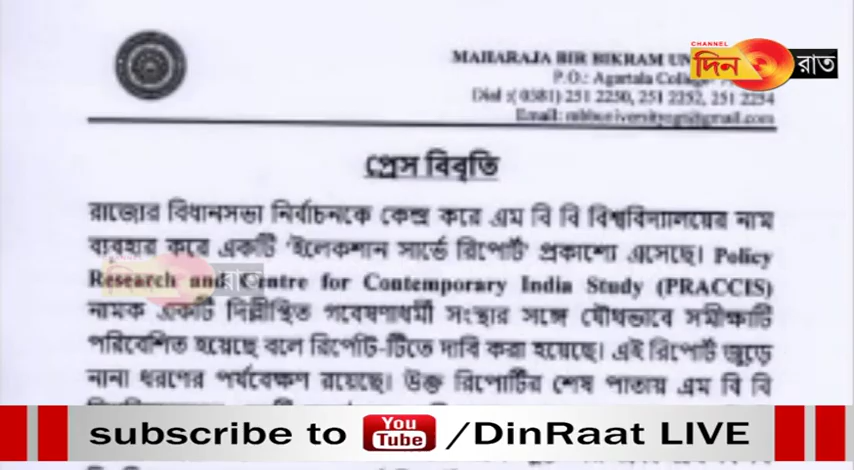 MAHARAJA BIR BIKRAM
CHANNEL
দিন রাত
P.O.: Agartala
Dial :( 0381) 251 2250, 251 2252, 251 2254
প্রেস বিবৃতি
রাজ্যের বিধানসভা নির্বাচনকে কেন্দ্র করে এম বি বি বিশ্ববিদ্যালয়ের নাম
ব্যবহার করে একটি 'ইলেকশান সার্ভে রিপোর্ট' প্রকাশ্যে এসেছে। Policy
Research and Centre for Contemporary India Study (PRACCIS)
নামক একটি দিল্লীস্থিত গবেষণাধর্মী সংস্থার সঙ্গে যৌথভাবে সমীক্ষাটি
পরিবেশিত হয়েছে বলে রিপোর্ট-টিতে দাবি করা হয়েছে। এই রিপোর্ট জুড়ে
নানা ধরণের পর্যবেক্ষণ রয়েছে। উক্ত রিপোর্টির শেষ পাতায় এম বি বি
subscribe to You Tube /DinRaat LIVE